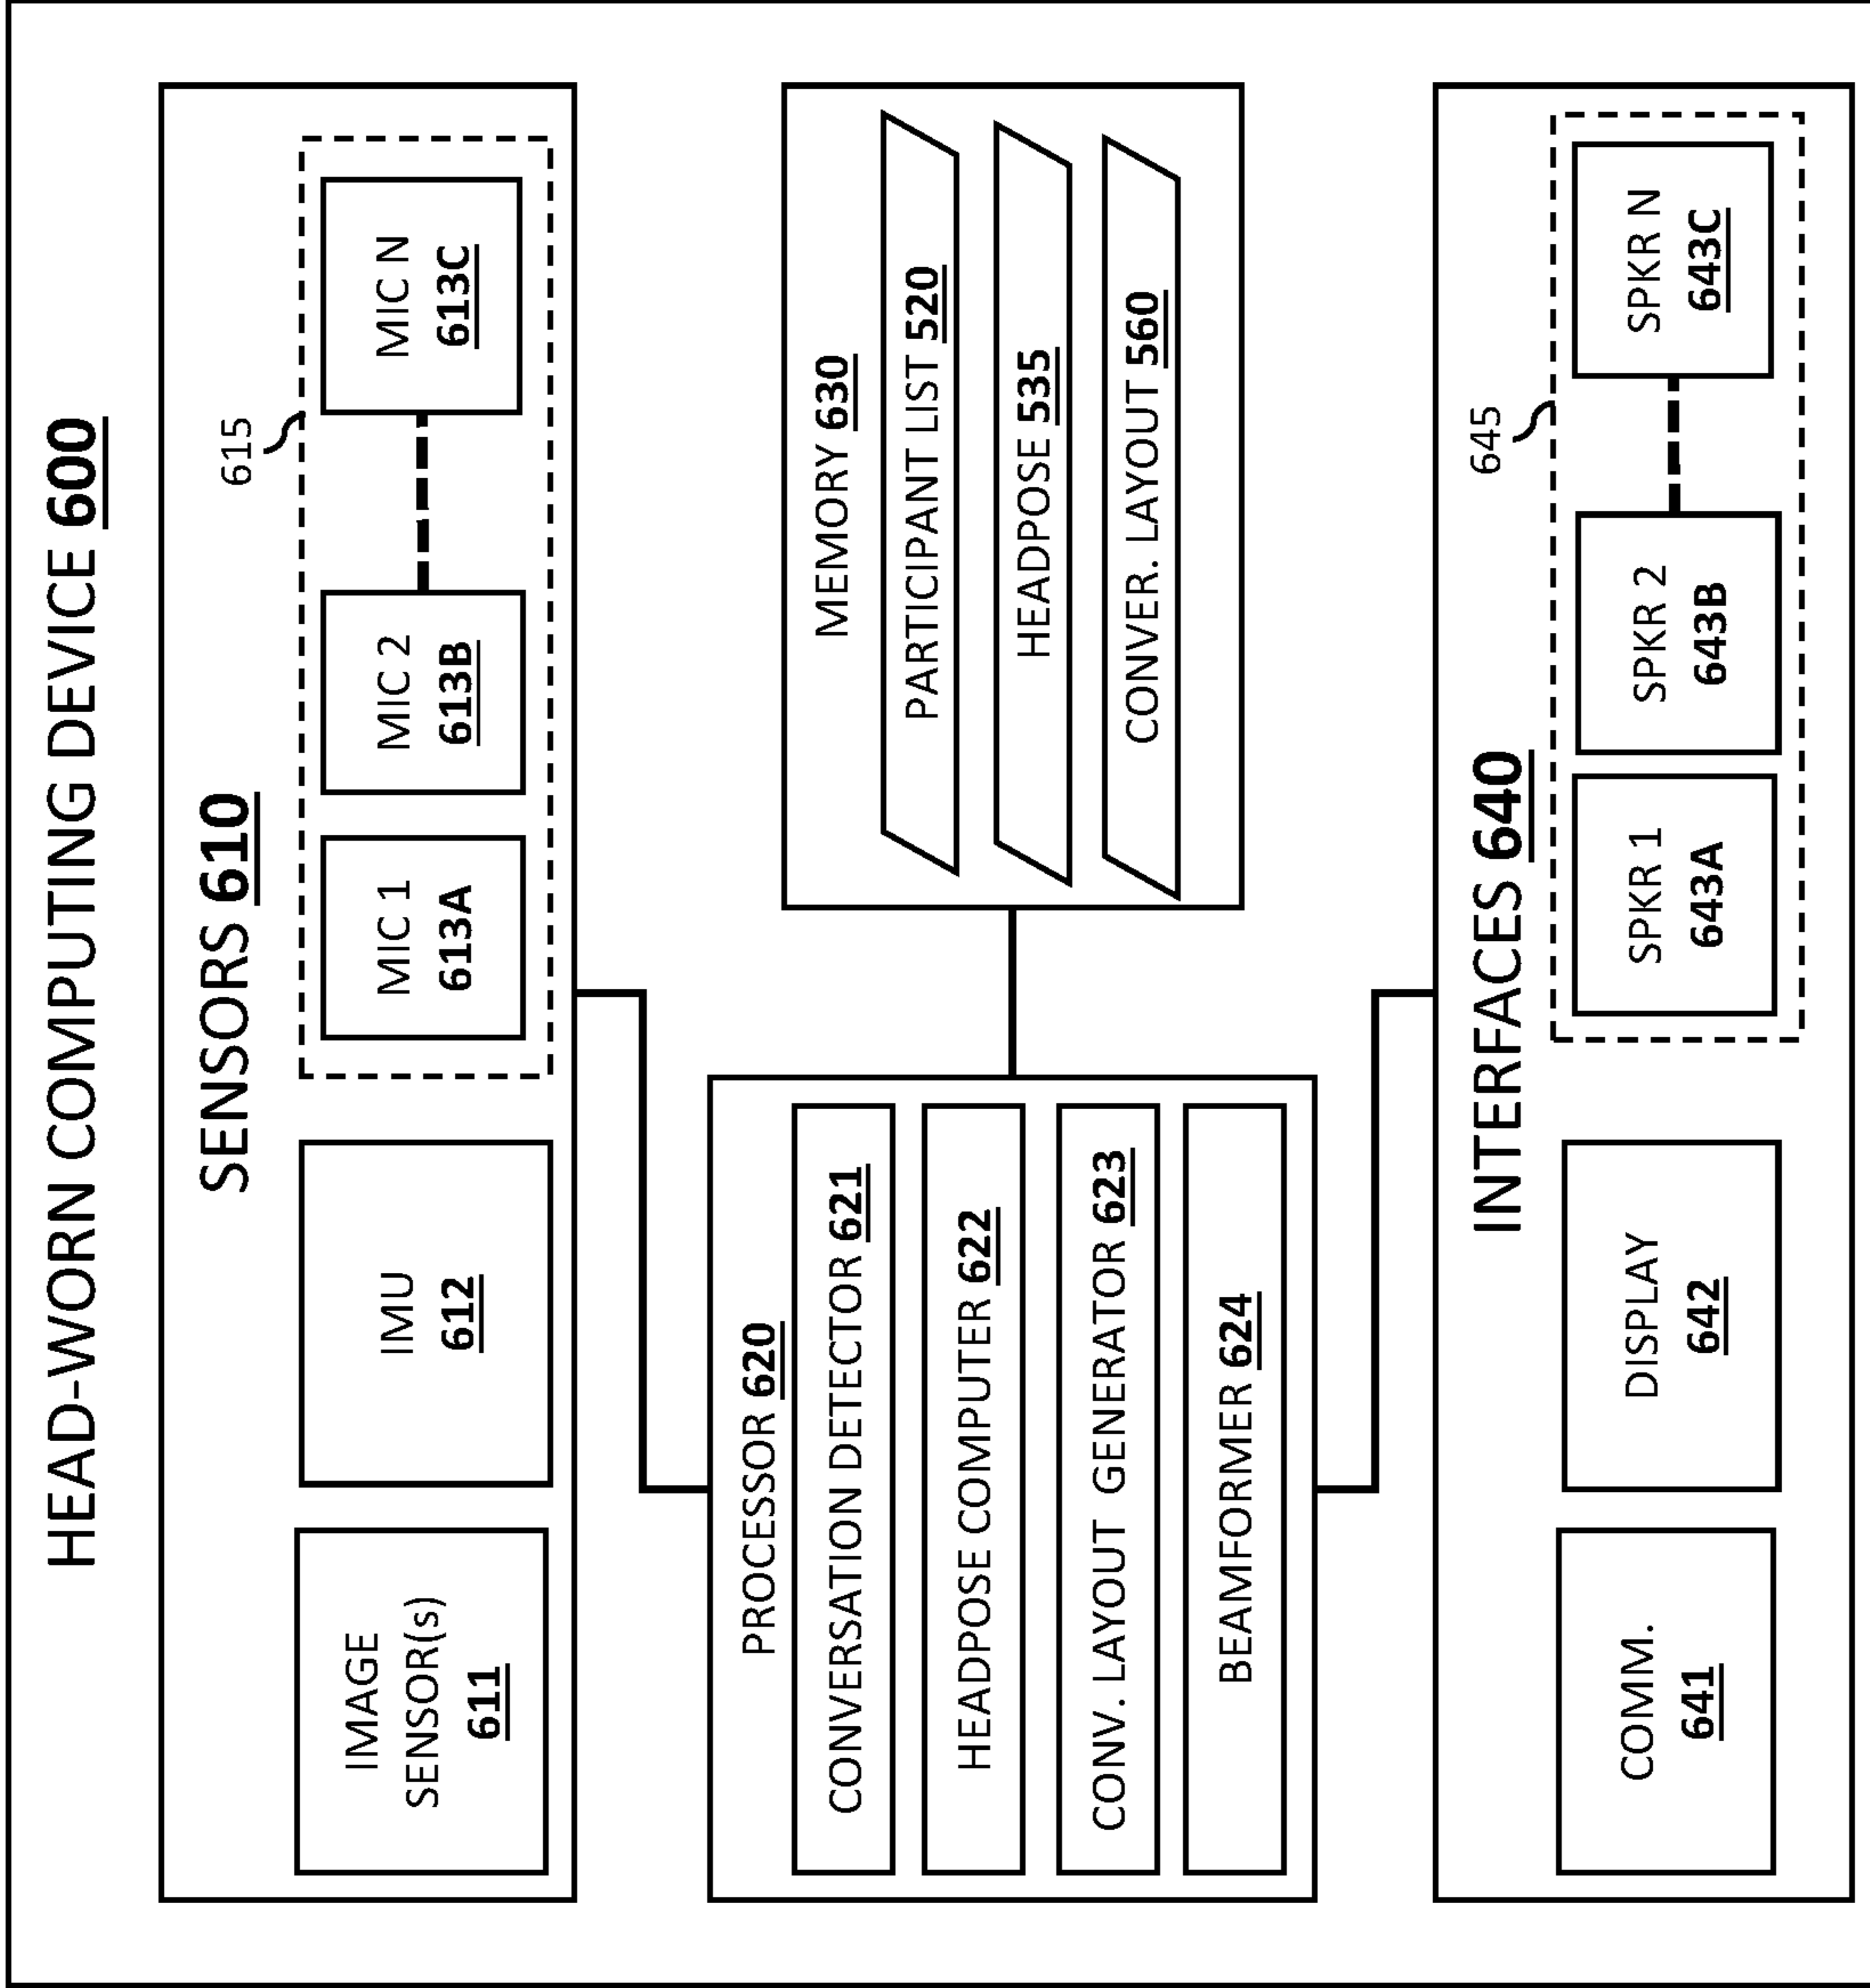 HEAD-WORN COMPUTING DEVICE 600
SENSORS 610
615
IMAGE
SENSOR(s)
611
IMU
612
MIC 1
613A
MIC 2
613B
MIC N
613C
PROCESSOR 620
CONVERSATION DETECTOR 621
HEADPOSE COMPUTER 622
CONV. LAYOUT GENERATOR 623
BEAMFORMER 624
MEMORY 630
PARTICIPANT LIST 520
HEADPOSE 535
CONVER. LAYOUT 560
INTERFACES 640
645
COMM.
641
DISPLAY
642
SPKR 1
643A
SPKR 2
643B
SPKR N
643C